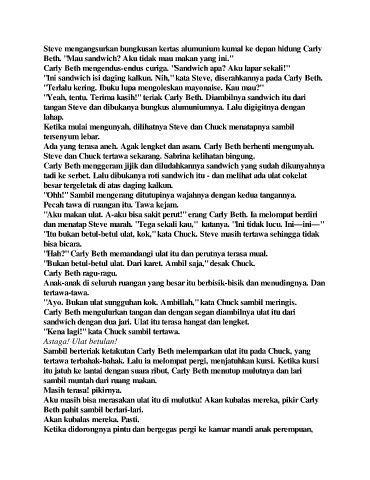 Steve mengangsurkan bungkusan kertas alumunium kumal ke depan hidung Carly
Beth. "Mau sandwich? Aku tidak mau makan yang ini."
Carly Beth mengendus-endus curiga. "Sandwich apa? Aku lapar sekali!"
"Ini sandwich isi daging kalkun. Nih," kata Steve, diserahkannya pada Carly Beth.
"Terlalu kering. Ibuku lupa mengoleskan mayonaise. Kau mau?"
"Yeah, tentu. Terima kasih!" teriak Carly Beth. Diambilnya sandwich itu dari
tangan Steve dan dibukanya bungkus alumuniumnya. Lalu digigitnya dengan
lahap.
Ketika mulai mengunyah, dilihatnya Steve dan Chuck menatapnya sambil
tersenyum lebar.
Ada yang terasa aneh. Agak lengket dan asam. Carly Beth berhenti mengunyah.
Steve dan Chuck tertawa sekarang. Sabrina kelihatan bingung.
Carly Beth menggeram jijik dan diludahkannya sandwich yang sudah dikunyahnya
tadi ke serbet. Lalu dibukanya roti sandwich itu - dan melihat ada ulat cokelat
besar tergeletak di atas daging kalkun.
"Ohh!" Sambil mengerang ditutupinya wajahnya dengan kedua tangannya.
Pecah tawa di ruangan itu. Tawa kejam.
"Aku makan ulat. A-aku bisa sakit perut!" erang Carly Beth. Ia melompat berdiri
dan menatap Steve marah. "Tega sekali kau," katanya. "Ini tidak lucu. Ini—ini—"
"Itu bukan betul-betul ulat, kok," kata Chuck. Steve masih tertawa sehingga tidak
bisa bicara.
"Hah?" Carly Beth memandangi ulat itu dan perutnya terasa mual.
"Bukan betul-betul ulat. Dari karet. Ambil saja," desak Chuck.
Carly Beth ragu-ragu.
Anak-anak di seluruh ruangan yang besar itu berbisik-bisik dan menudingnya. Dan
tertawa-tawa.
"Ayo. Bukan ulat sungguhan kok. Ambillah," kata Chuck sambil meringis.
Carly Beth mengulurkan tangan dan dengan segan diambilnya ulat itu dari
sandwich dengan dua jari. Ulat itu terasa hangat dan lengket.
"Kena lagi!" kata Chuck sambil tertawa.
Astaga! Ulat betulan!
Sambil berteriak ketakutan Carly Beth melemparkan ulat itu pada Chuck, yang
tertawa terbahak-bahak. Lalu ia melompat pergi, menjatuhkan kursi. Ketika kursi
itu jatuh ke lantai dengan suara ribut, Carly Beth menutup mulutnya dan lari
sambil muntah dari ruang makan.
Masih terasa! pikirnya.
Aku masih bisa merasakan ulat itu di mulutku! Akan kubalas mereka, pikir Carly
Beth pahit sambil berlari-lari.
Akan kubalas mereka. Pasti.
Ketika didorongnya pintu dan bergegas pergi ke kamar mandi anak perempuan,